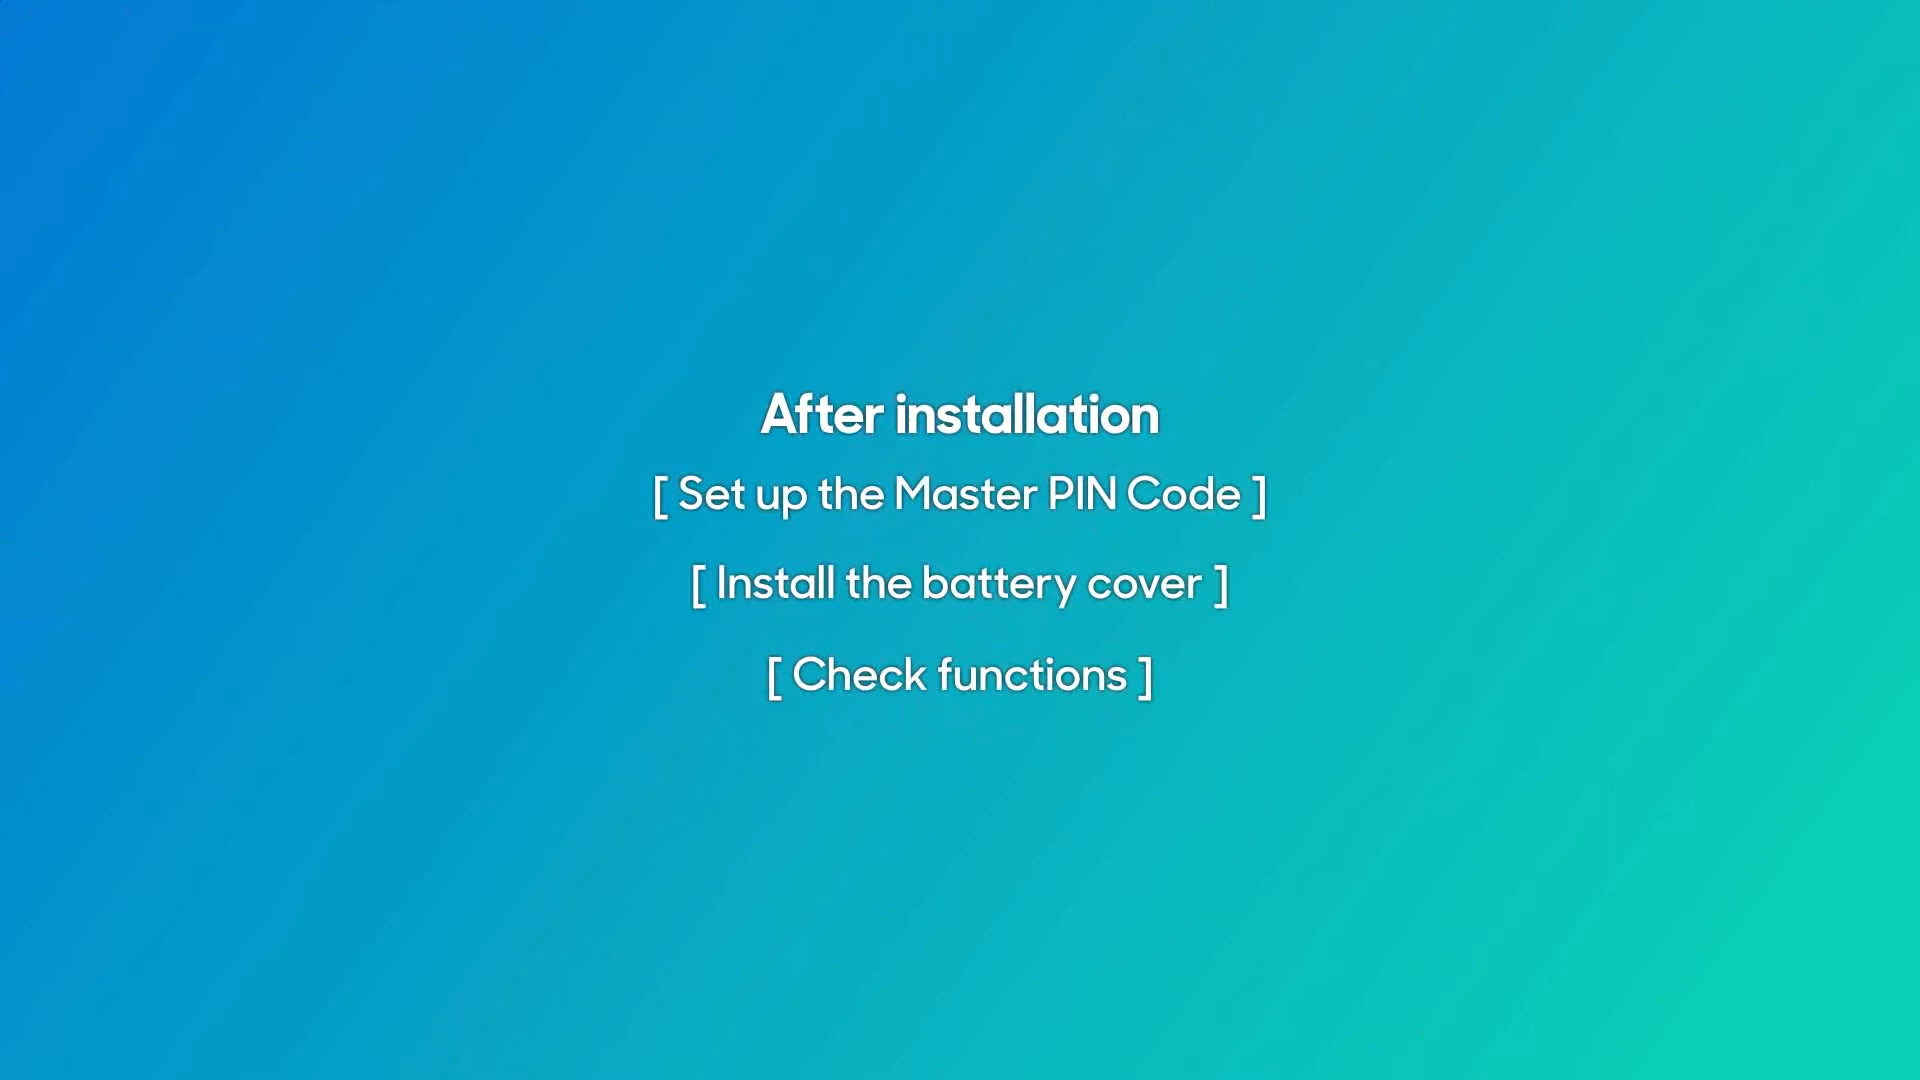 After installation
[ Set up the Master PIN Code ]
[ Install the battery cover ]
[ Check functions ]